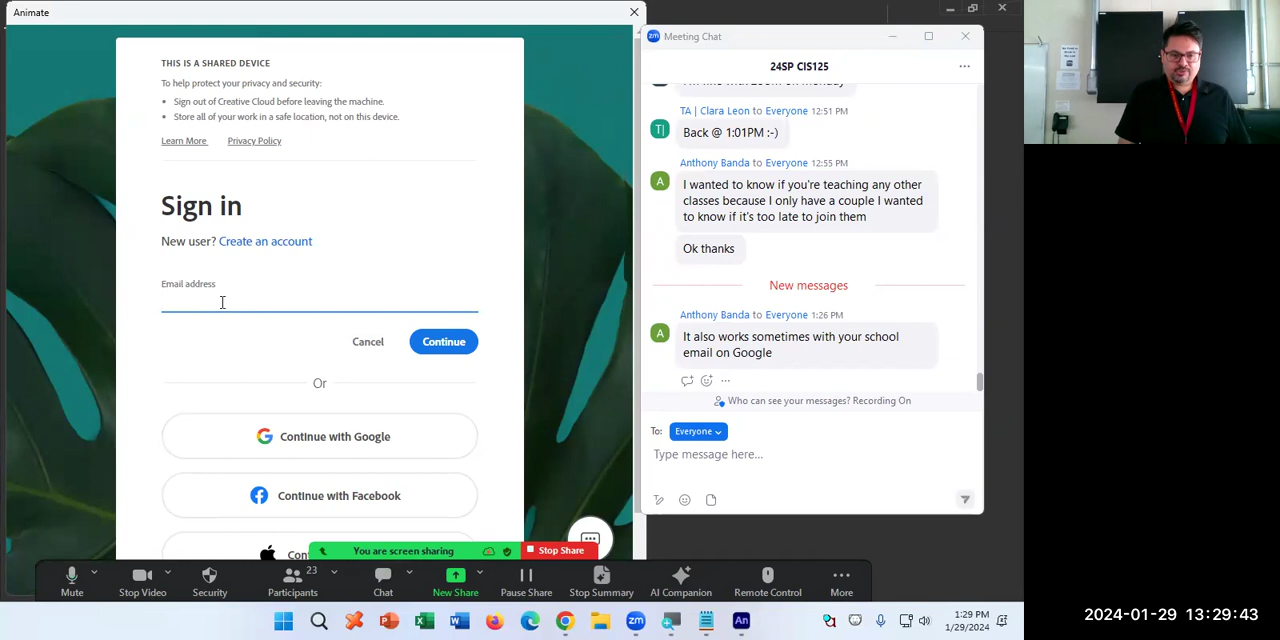 Animate
THIS IS A SHARED DEVICE
To help protect your privacy and security:
• Sign out of Creative Cloud before leaving the machine.
• Store all of your work in a safe location, not on this device.
Learn More Privacy Policy
Sign in
New user? Create an account
Email address
Cancel Continue
Or
Continue with Google
Continue with Facebook
Meeting Chat
24SP CIS125
TA | Clara Leon to Everyone 12:51 PM
T|
Back @ 1:01PM :-)
Anthony Banda to Everyone 12:55 PM
A
I wanted to know if you're teaching any other
classes because I only have a couple I wanted
to know if it's too late to join them
Ok thanks
New messages
Anthony Banda to Everyone 1:26 PM
A
It also works sometimes with your school
email on Google
Who can see your messages? Recording On
To: Everyone
Type message here...
You are screen sharing Stop Share
23
Mute Stop Video Security Participants Chat New Share Pause Share Stop Summary AI Companion Remote Control More
1:29 PM
1/29/2024
2024-01-29 13:29:43